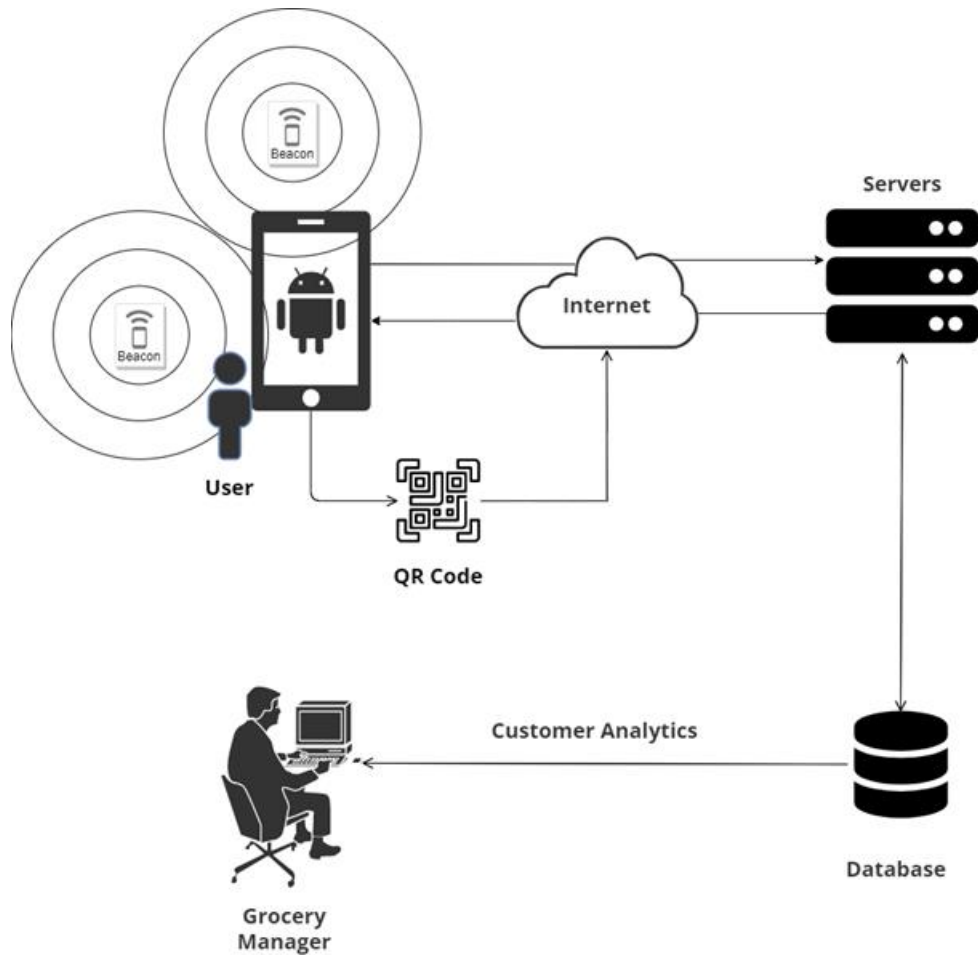 Beacon
Servers
Internet
Beacon
User
QR Code
Customer Analytics
Database
Grocery
Manager